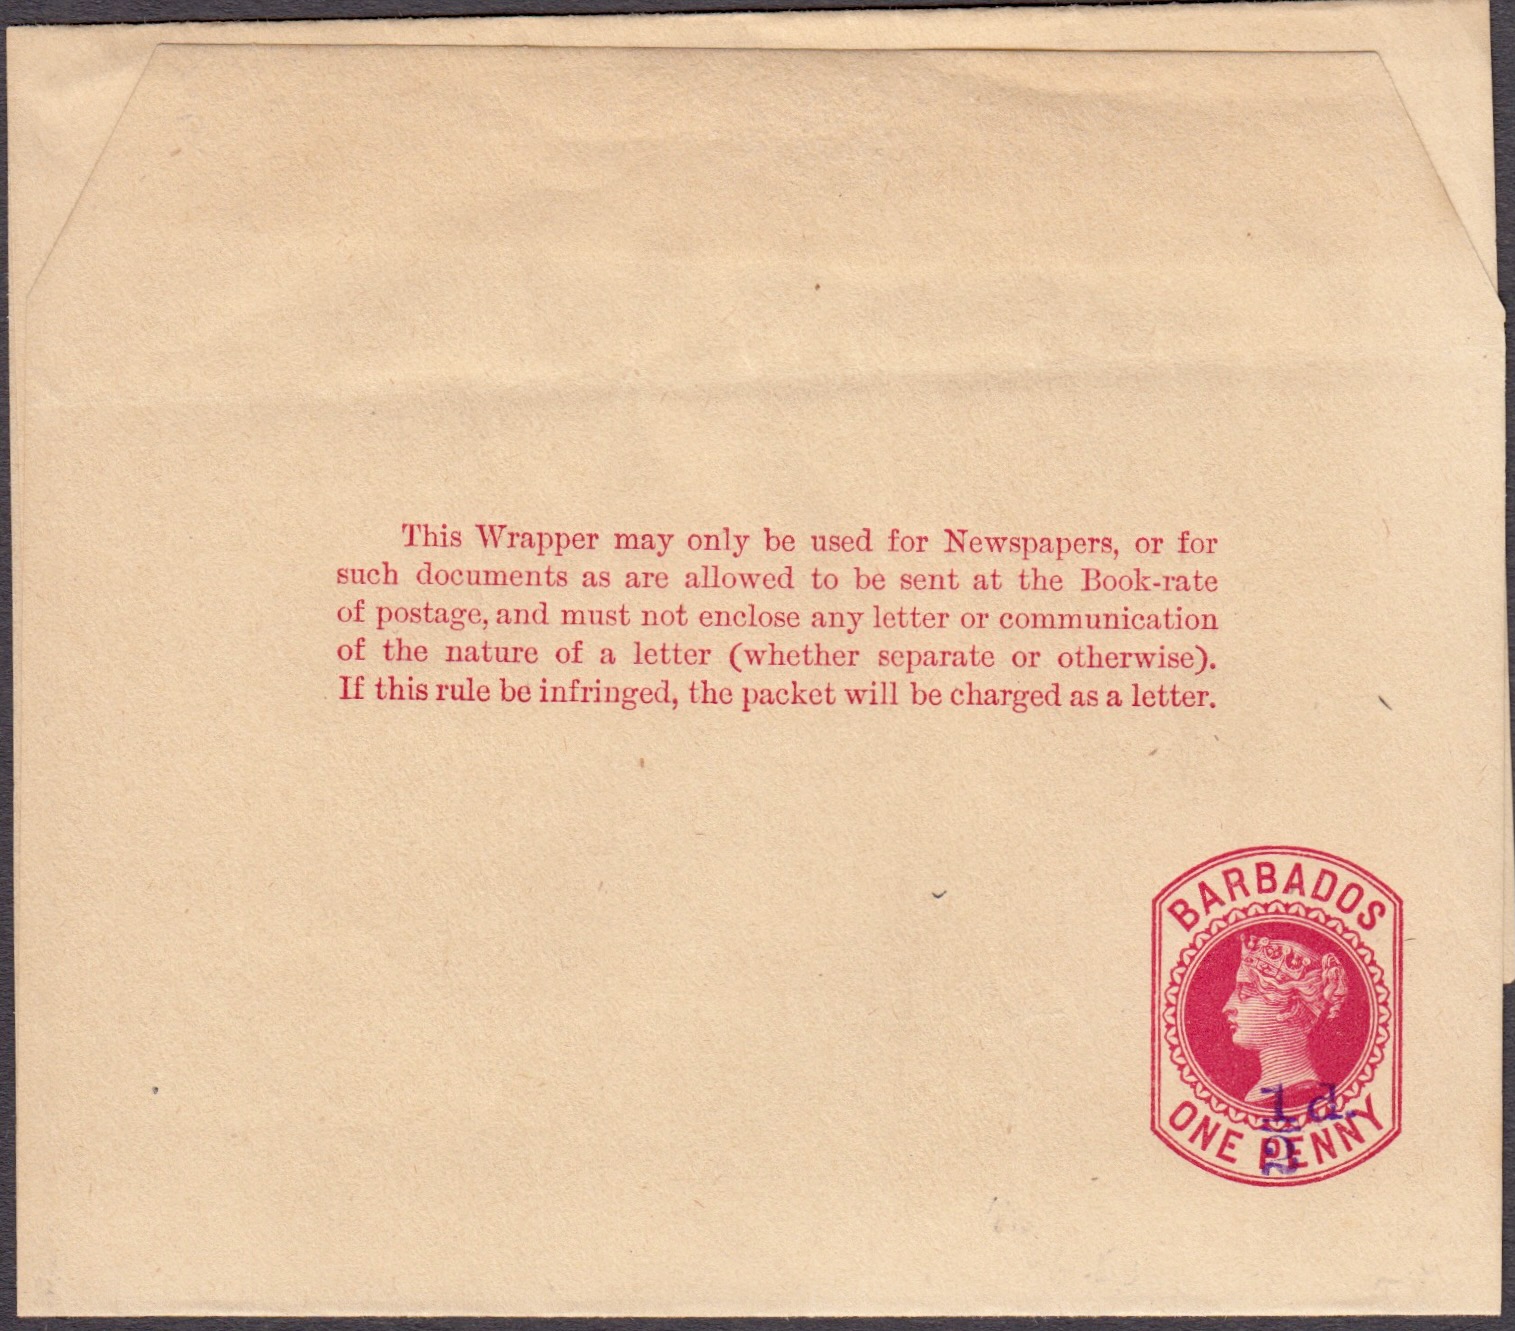 This Wrapper may only be used for Newspapers, or for
such documents as are allowed to be sent at the Book-rate
of postage, and must not enclose any letter or communication
of the nature of a letter (whether separate or otherwise).
If this rule be infringed, the packet will be charged as a letter.
BARBADOS
½d.
ONE PENNY